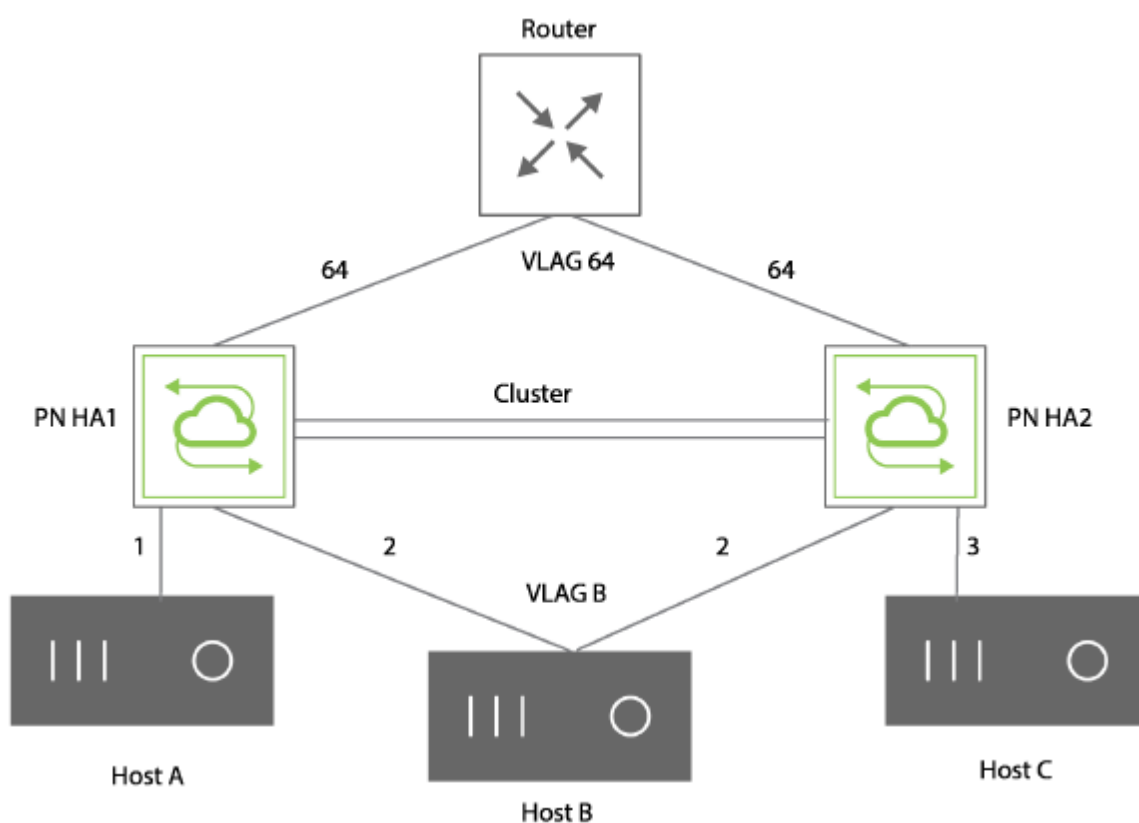 Router
64
VLAG 64
64
Cluster
PN HA1
PN HA2
1
2
2
3
VLAG B
Host A
Host C
Host B